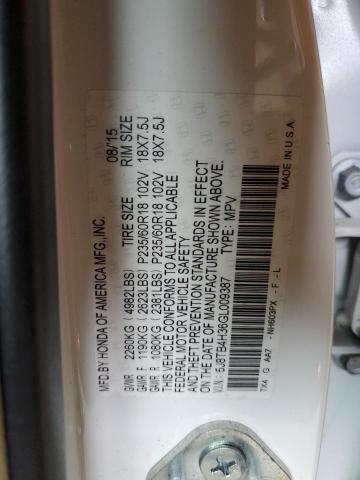 MFD.BY HONDA OF AMERICA MFG.,INC.
08/15 TIRE SIZE RIM SIZE
GVWR 2260KG ( 4982LBS)
GAWR F 1190KG ( 2623LBS) P235/60R18 102V 18X7.5J
GAWR R 1080KG ( 2381LBS) P235/60R18 102V 18X7.5J
THIS VEHICLE CONFORMS TO ALL APPLICABLE
FEDERAL MOTOR VEHICLE SAFETY
AND THEFT PREVENTION STANDARDS IN EFFECT
ON THE DATE OF MANUFACTURE SHOWN ABOVE.
V.I.N.: 5J8TB4H36GL009387 TYPE: MPV
TX4 G AA7 - NH603PX - F - L MADE IN U.S.A.